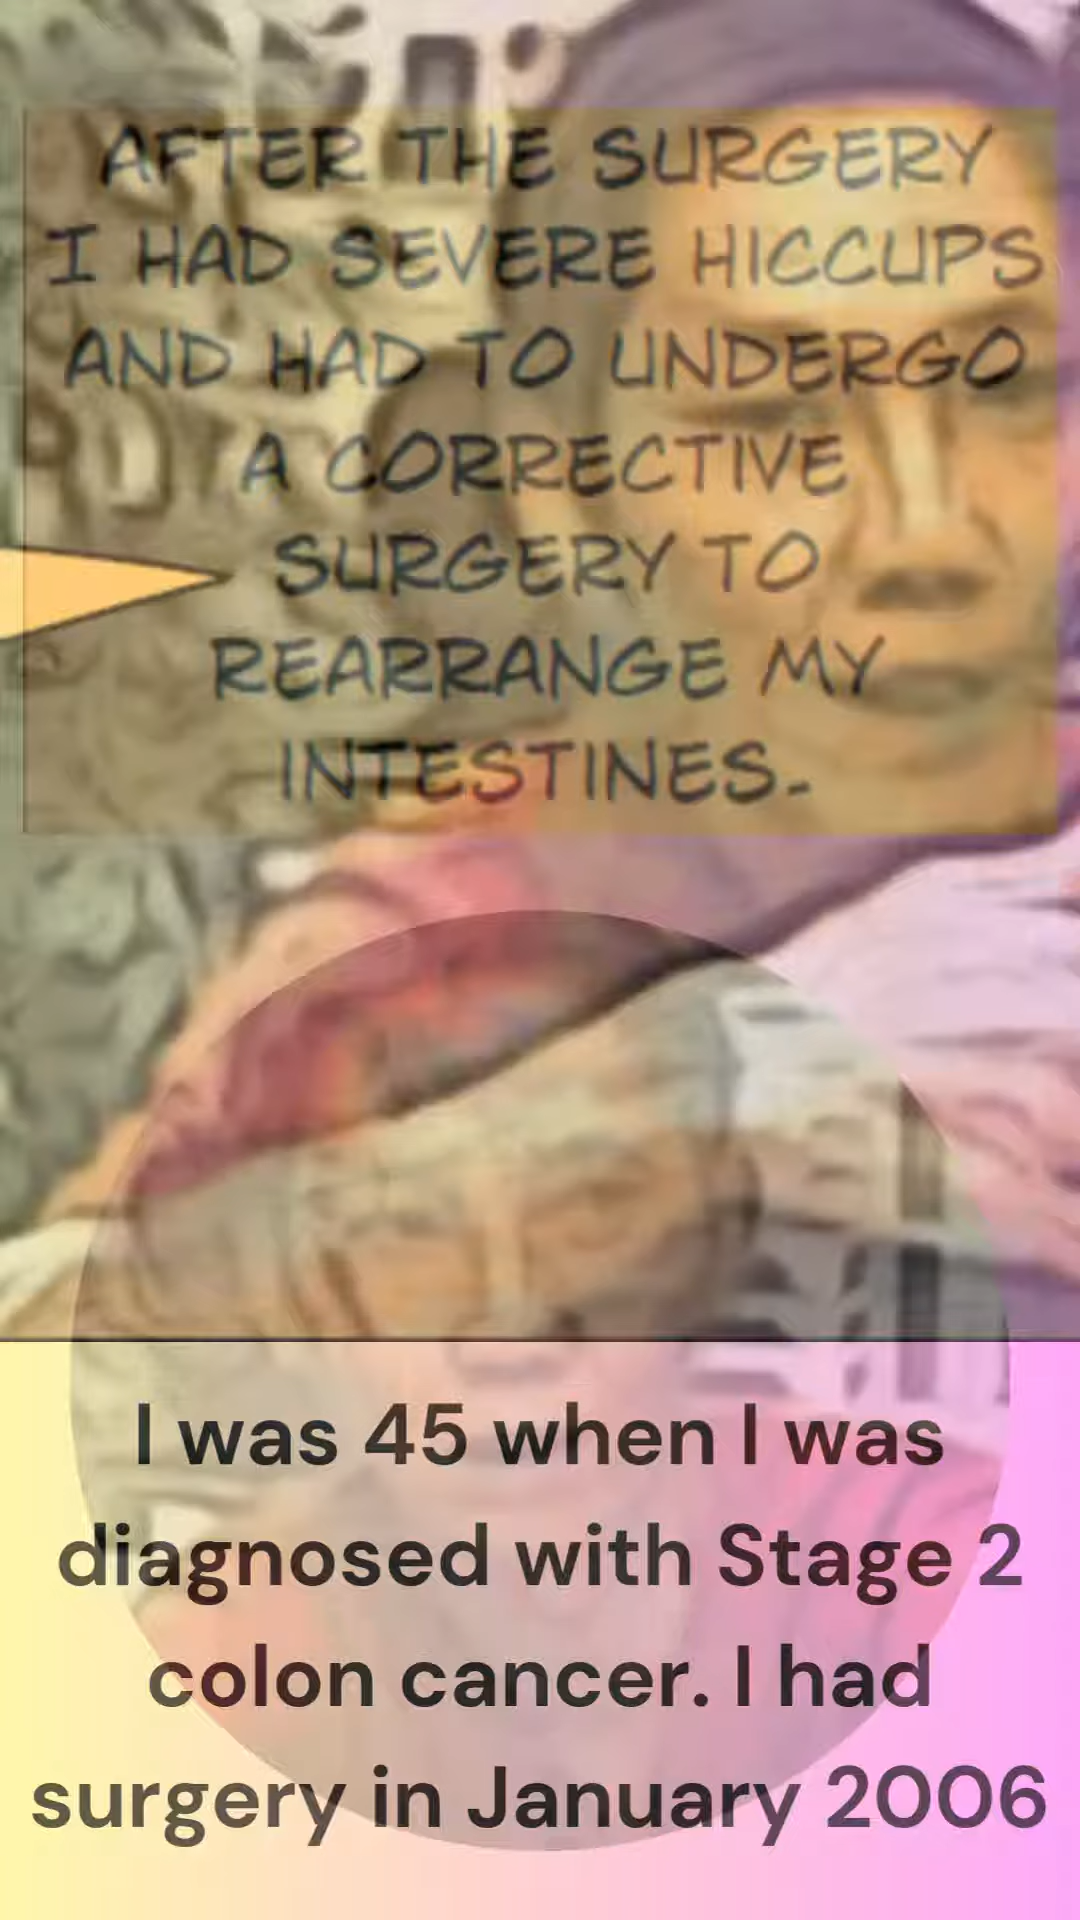 AFTER THE SURGERY
I HAD SEVERE HICCUPS
AND HAD TO UNDERGO
A CORRECTIVE
SURGERY TO
REARRANGE MY
INTESTINES.
I was 45 when I was
diagnosed with Stage 2
colon cancer. I had
surgery in January 2006